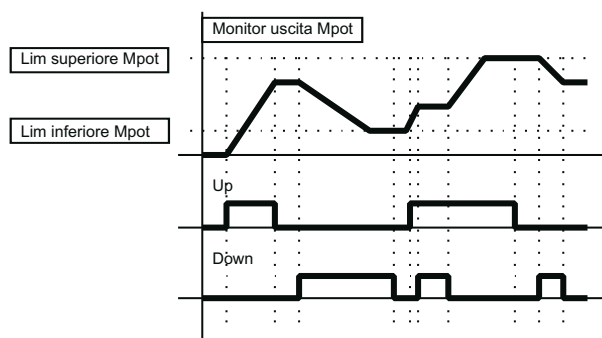 Monitor uscita Mpot
Lim superiore Mpot
Lim inferiore Mpot
Up
Down